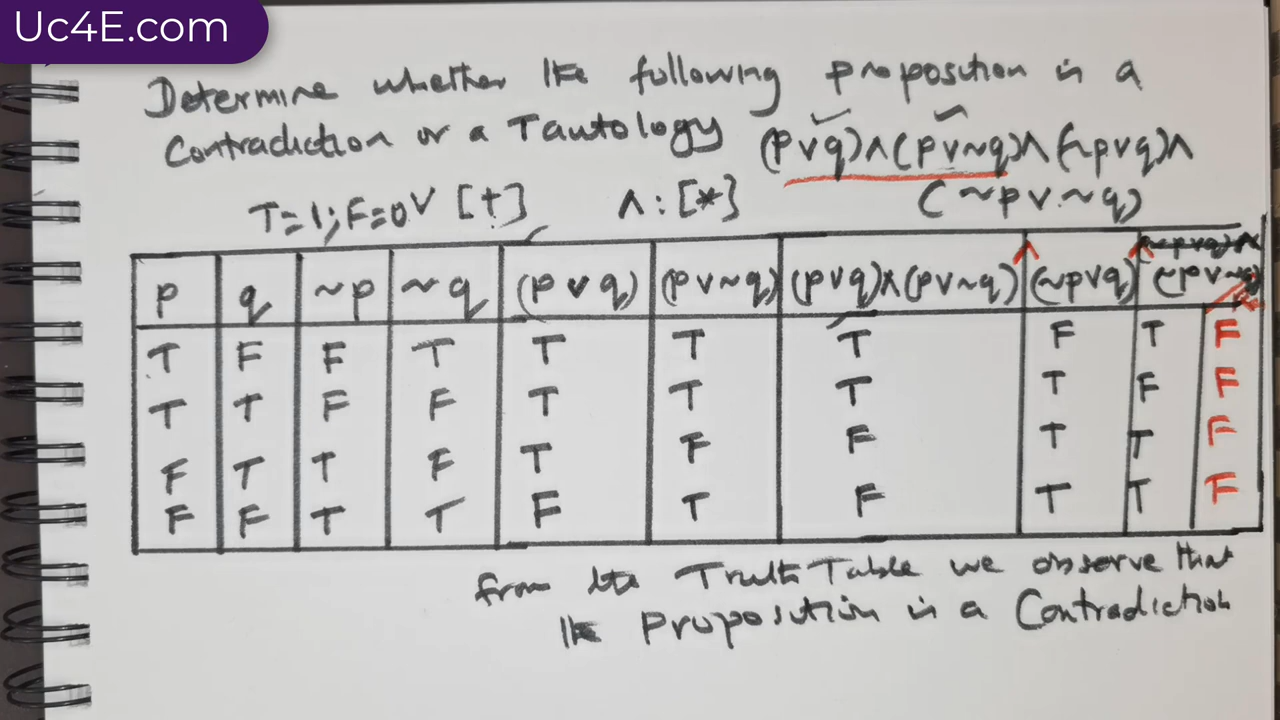 Uc4E.com
Determine whether the following proposition is a
Contradiction or a Tautology (p∨q)∧(p∨~q)∧(~p∨q)∧
(~p∨~q)
T=1; F=0 ∨ [+] ∧: [*]
p q ~p ~q (p∨q) (p∨~q) (p∨q)∧(p∨~q) ∧ (~p∨q) ∧ (~p∨~q)
T F F T T T T F T F
T T F F T T T T F F
F T T F T F F T T F
F F T T F T F T T F
from the Truth Table we observe that
the Proposition is a Contradiction